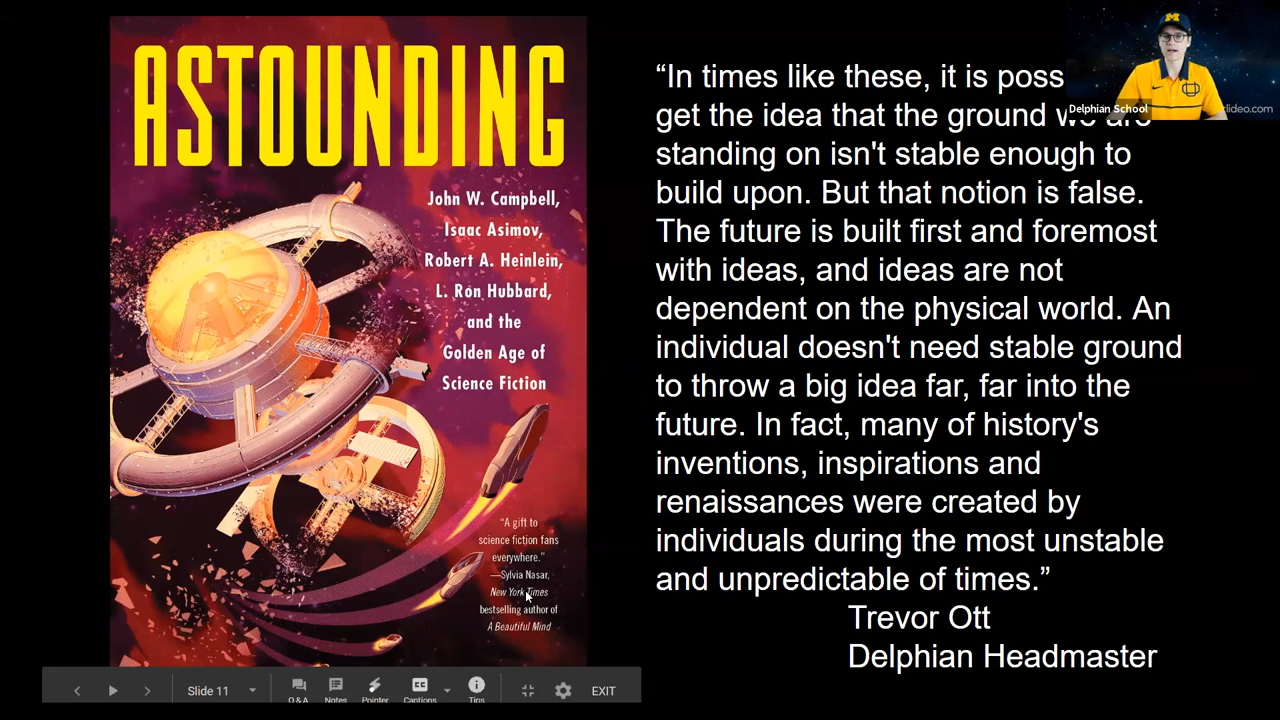 ASTOUNDING
John W. Campbell,
Isaac Asimov,
Robert A. Heinlein,
L. Ron Hubbard,
and the
Golden Age of
Science Fiction
“A gift to
science fiction fans
everywhere.”
—Sylvia Nasar,
New York Times
bestselling author of
A Beautiful Mind
“In times like these, it is poss
get the idea that the ground we are
standing on isn't stable enough to
build upon. But that notion is false.
The future is built first and foremost
with ideas, and ideas are not
dependent on the physical world. An
individual doesn't need stable ground
to throw a big idea far, far into the
future. In fact, many of history's
inventions, inspirations and
renaissances were created by
individuals during the most unstable
and unpredictable of times.”
Trevor Ott
Delphian Headmaster
M
Delphian School
clideo.com
Slide 11
Q&A
Notes
Pointer
Captions
Tips
EXIT